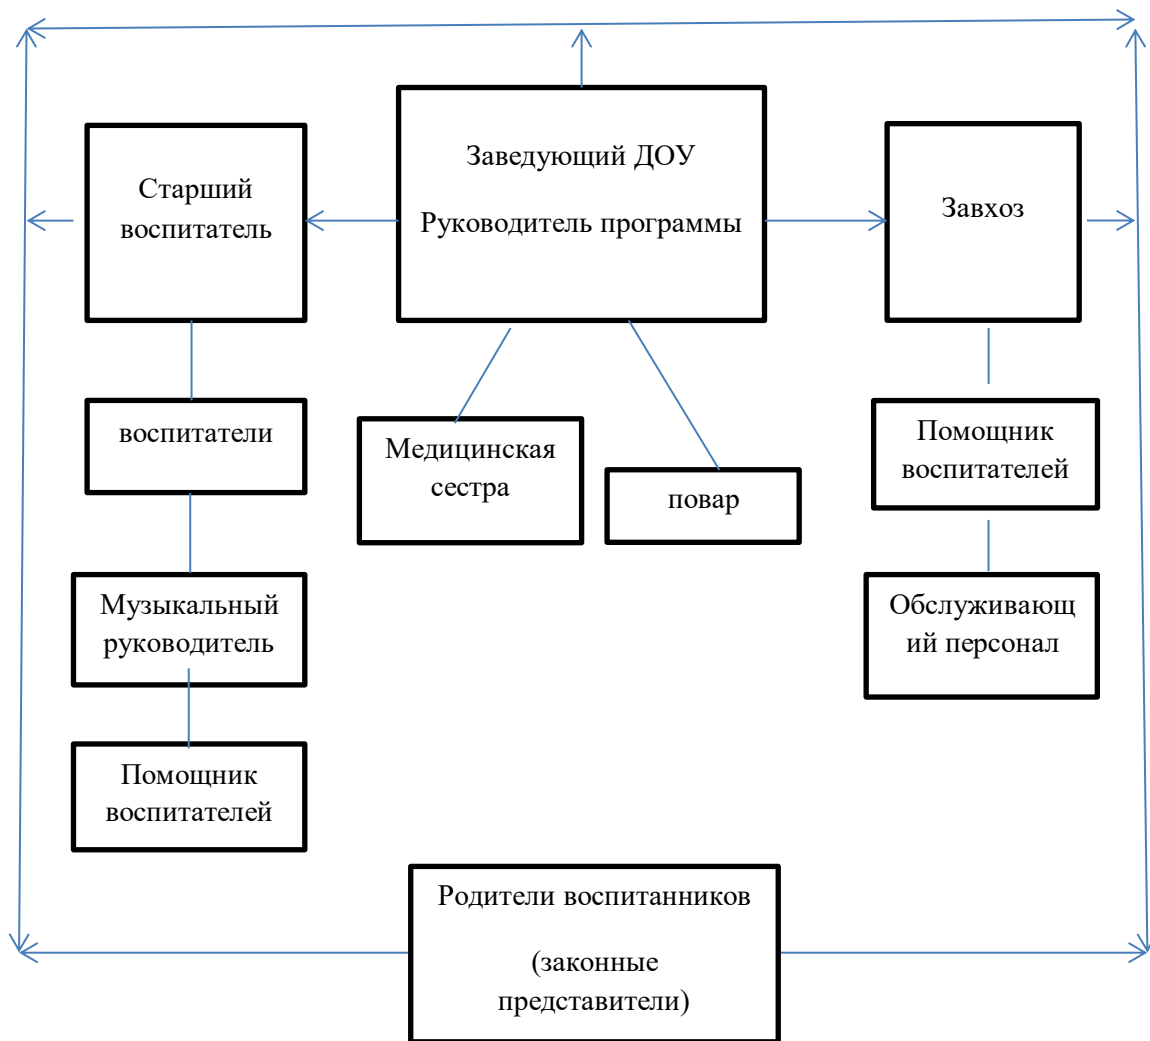 Заведующий ДОУ
Руководитель программы
Старший
воспитатель
Завхоз
воспитатели
Медицинская
сестра
повар
Помощник
воспитателей
Музыкальный
руководитель
Обслуживающ
ий персонал
Помощник
воспитателей
Родители воспитанников
(законные
представители)